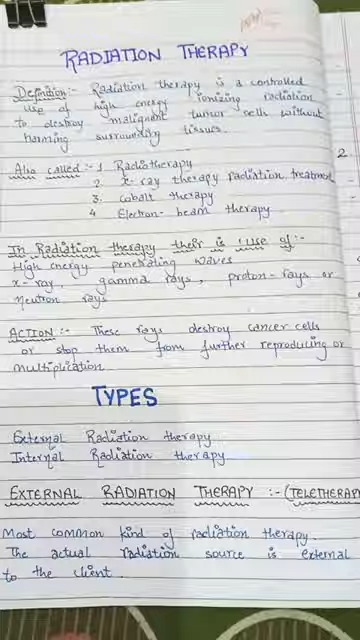 RADIATION THERAPY
Definition:- Radiation therapy is a controlled
use of high energy ionizing radiation
to destroy malignant tumor cells without
harming surrounding tissues.
Also called:- 1 Radiotherapy
2. x-ray therapy radiation treatment
3. cobalt therapy
4 Electron-beam therapy
2
In Radiation therapy their is use of:-
High energy penetrating waves
x-ray, gamma rays, proton-rays or
neutron rays
ACTION:- These rays destroy cancer cells
or stop them from further reproducing or
multiplication.
TYPES
External Radiation therapy
Internal Radiation therapy
EXTERNAL RADIATION THERAPY:-(TELETHERAPY
Most common kind of radiation therapy.
The actual radiation source is external
to the client.